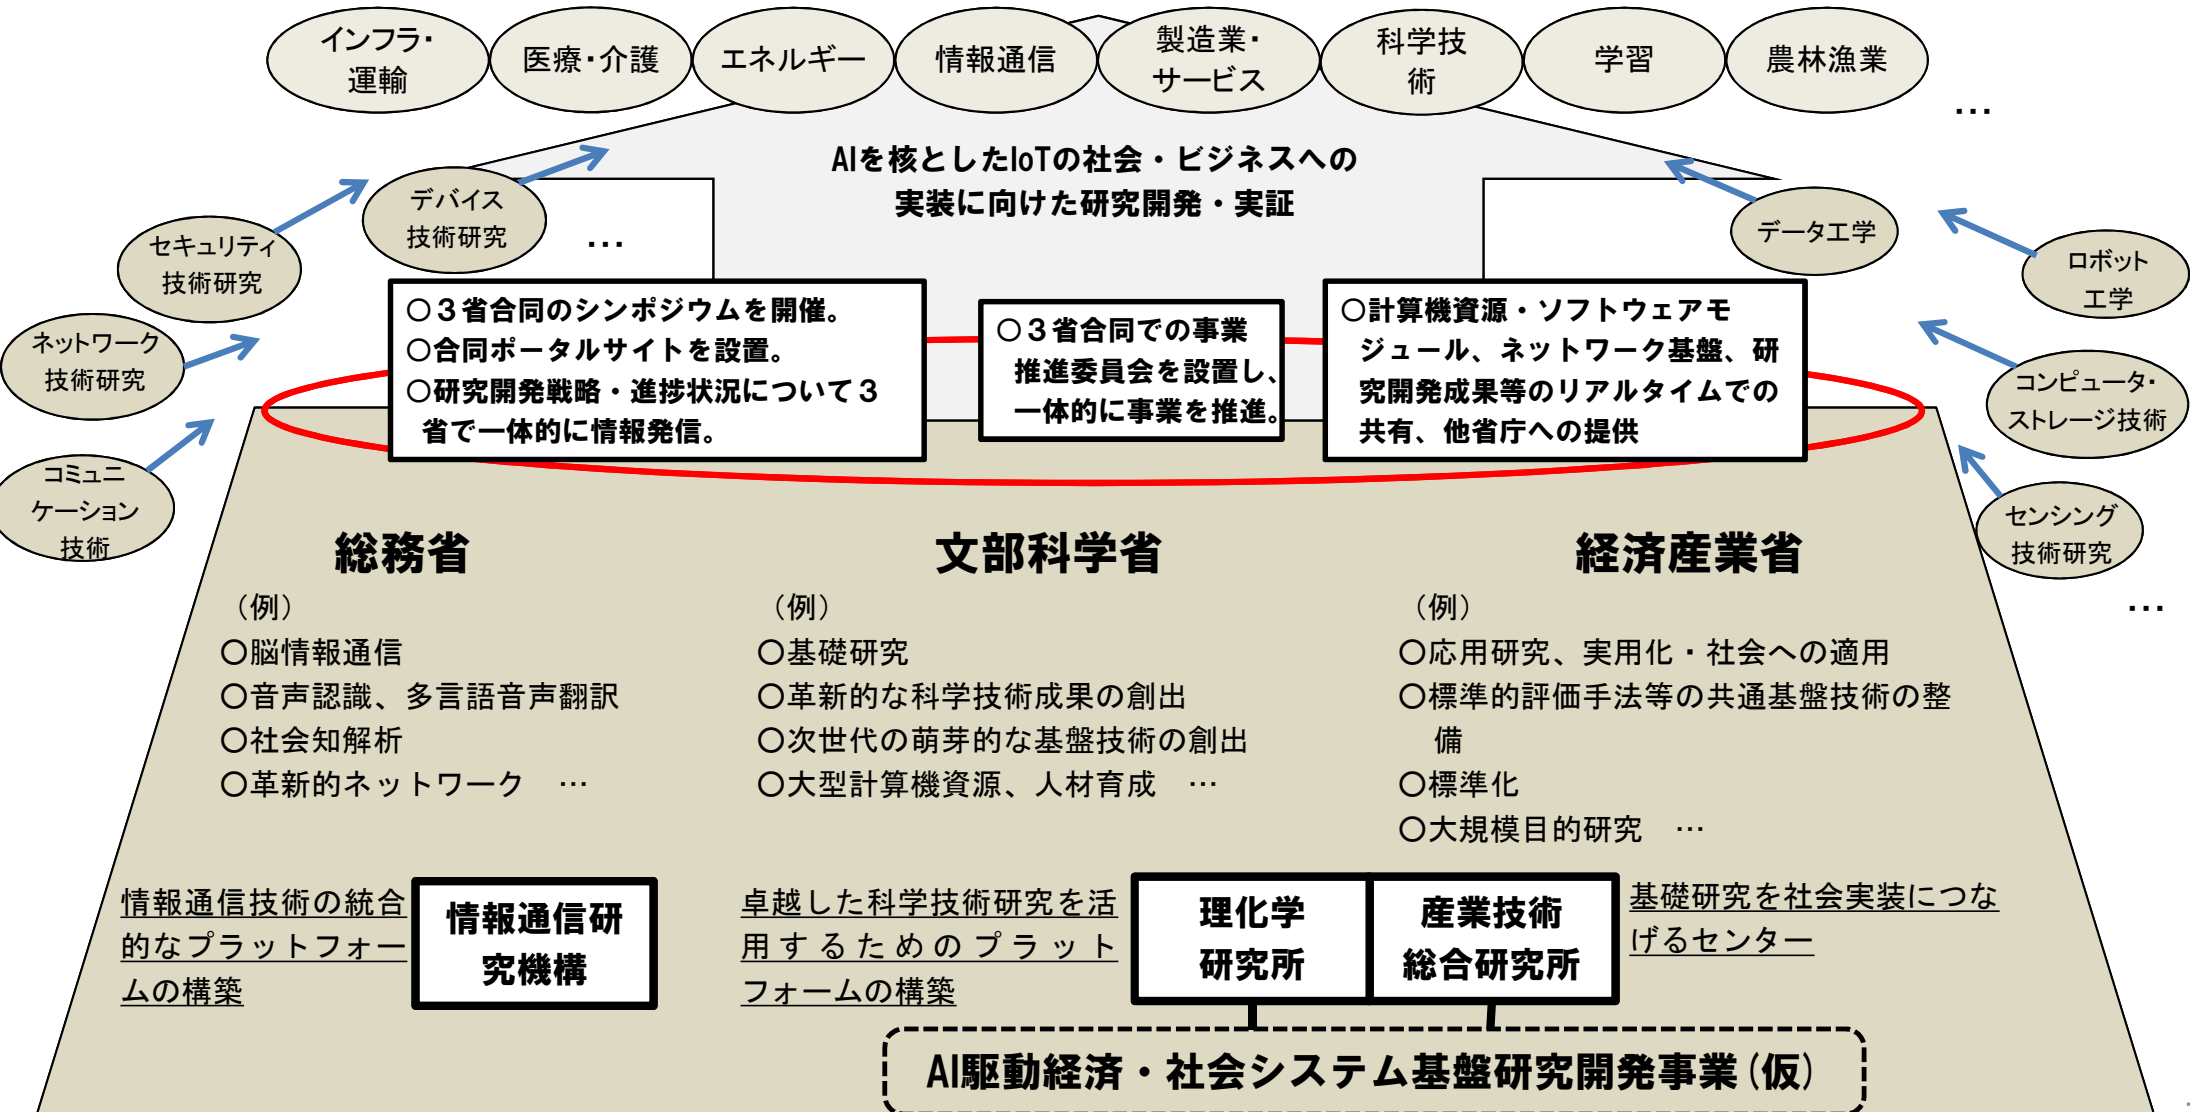 インフラ・
運輸
医療・介護
エネルギー
情報通信
製造業・
サービス
科学技
術
学習
農林漁業
…
AIを核としたIoTの社会・ビジネスへの
実装に向けた研究開発・実証
デバイス
技術研究
…
セキュリティ
技術研究
ネットワーク
技術研究
コミュニ
ケーション
技術
データ工学
ロボット
工学
コンピュータ・
ストレージ技術
センシング
技術研究
…
○３省合同のシンポジウムを開催。
○合同ポータルサイトを設置。
○研究開発戦略・進捗状況について３
省で一体的に情報発信。
○３省合同での事業
推進委員会を設置し、
一体的に事業を推進。
○計算機資源・ソフトウェアモ
ジュール、ネットワーク基盤、研
究開発成果等のリアルタイムでの
共有、他省庁への提供
総務省
（例）
○脳情報通信
○音声認識、多言語音声翻訳
○社会知解析
○革新的ネットワーク　…
文部科学省
（例）
○基礎研究
○革新的な科学技術成果の創出
○次世代の萌芽的な基盤技術の創出
○大型計算機資源、人材育成　…
経済産業省
（例）
○応用研究、実用化・社会への適用
○標準的評価手法等の共通基盤技術の整
備
○標準化
○大規模目的研究　…
情報通信技術の統合
的なプラットフォー
ムの構築
情報通信研
究機構
卓越した科学技術研究を活
用するためのプラット
フォームの構築
理化学
研究所
産業技術
総合研究所
基礎研究を社会実装につな
げるセンター
AI駆動経済・社会システム基盤研究開発事業(仮)